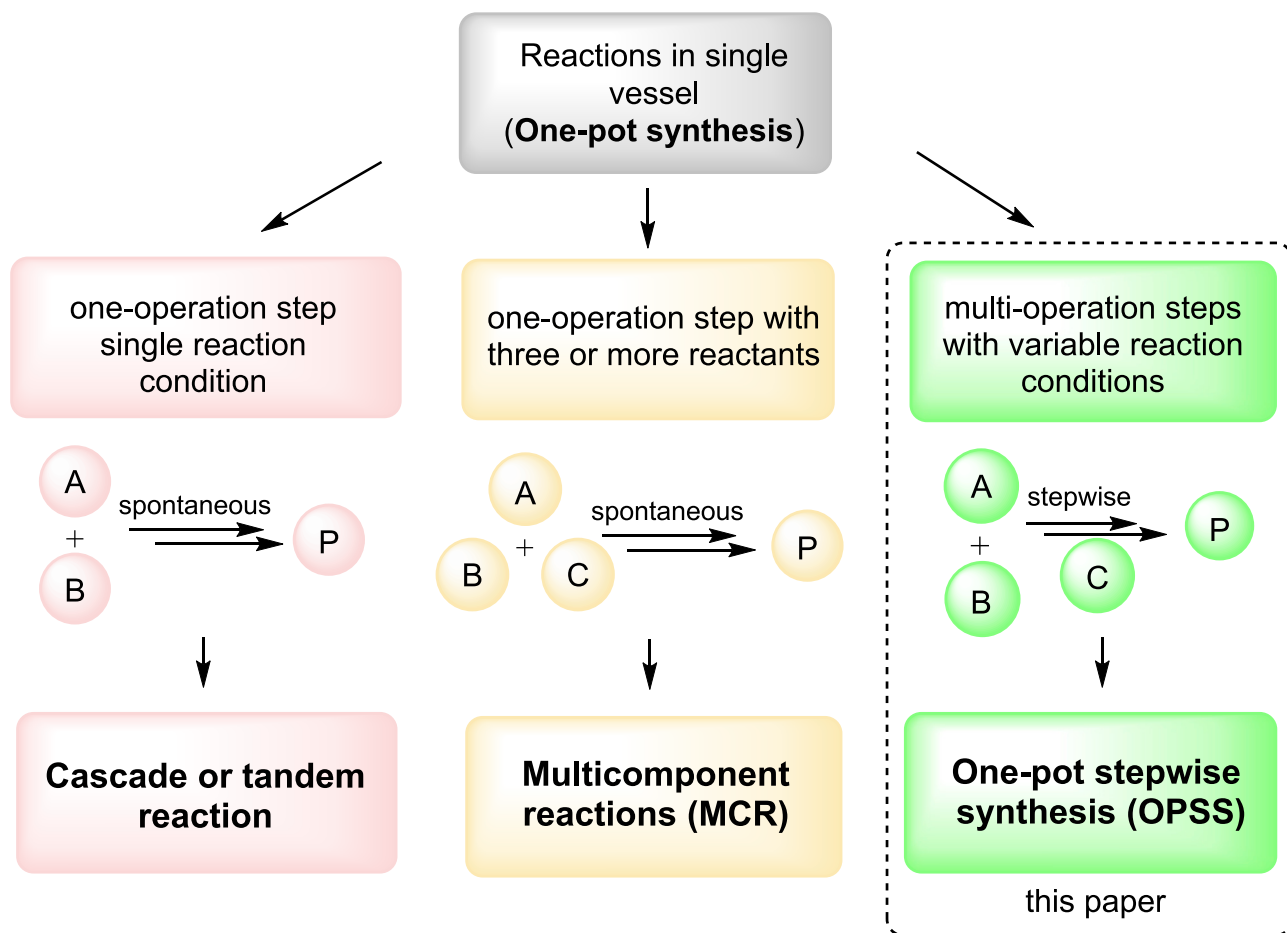 Reactions in single
vessel
(One-pot synthesis)
one-operation step
single reaction
condition
one-operation step with
three or more reactants
multi-operation steps
with variable reaction
conditions
A
+
B
spontaneous
P
A
B + C
spontaneous
P
A
+
B
stepwise
C
P
Cascade or tandem
reaction
Multicomponent
reactions (MCR)
One-pot stepwise
synthesis (OPSS)
this paper